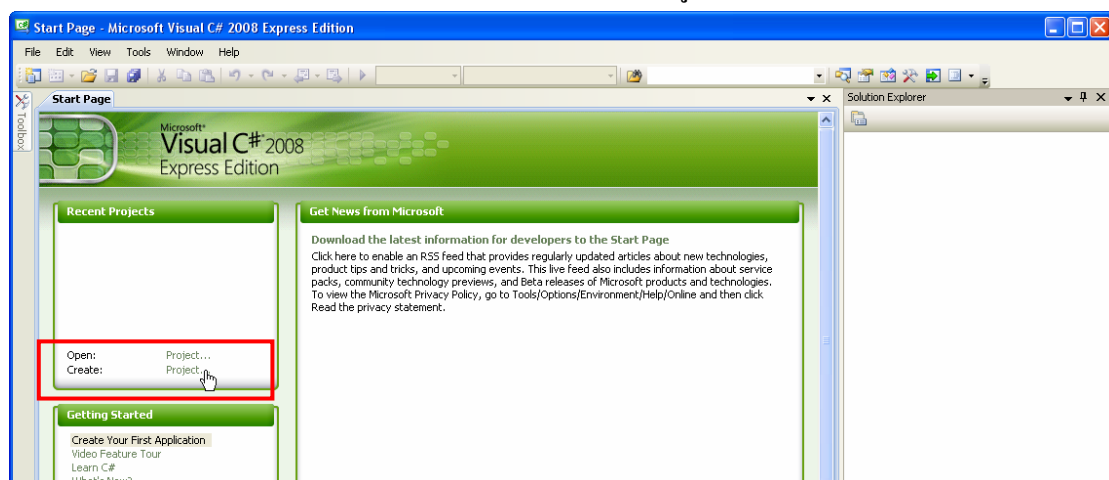 Start Page - Microsoft Visual C# 2008 Express Edition
File Edit View Tools Window Help
Toolbox
Start Page
Solution Explorer
Microsoft
Visual C# 2008
Express Edition
Recent Projects
Open: Project...
Create: Project...
Getting Started
Create Your First Application
Video Feature Tour
Learn C#
What's New?
Get News from Microsoft
Download the latest information for developers to the Start Page
Click here to enable an RSS feed that provides regularly updated articles about new technologies,
product tips and tricks, and upcoming events. This live feed also includes information about service
packs, community technology previews, and Beta releases of Microsoft products and technologies.
To view the Microsoft Privacy Policy, go to Tools/Options/Environment/Help/Online and then click
Read the privacy statement.